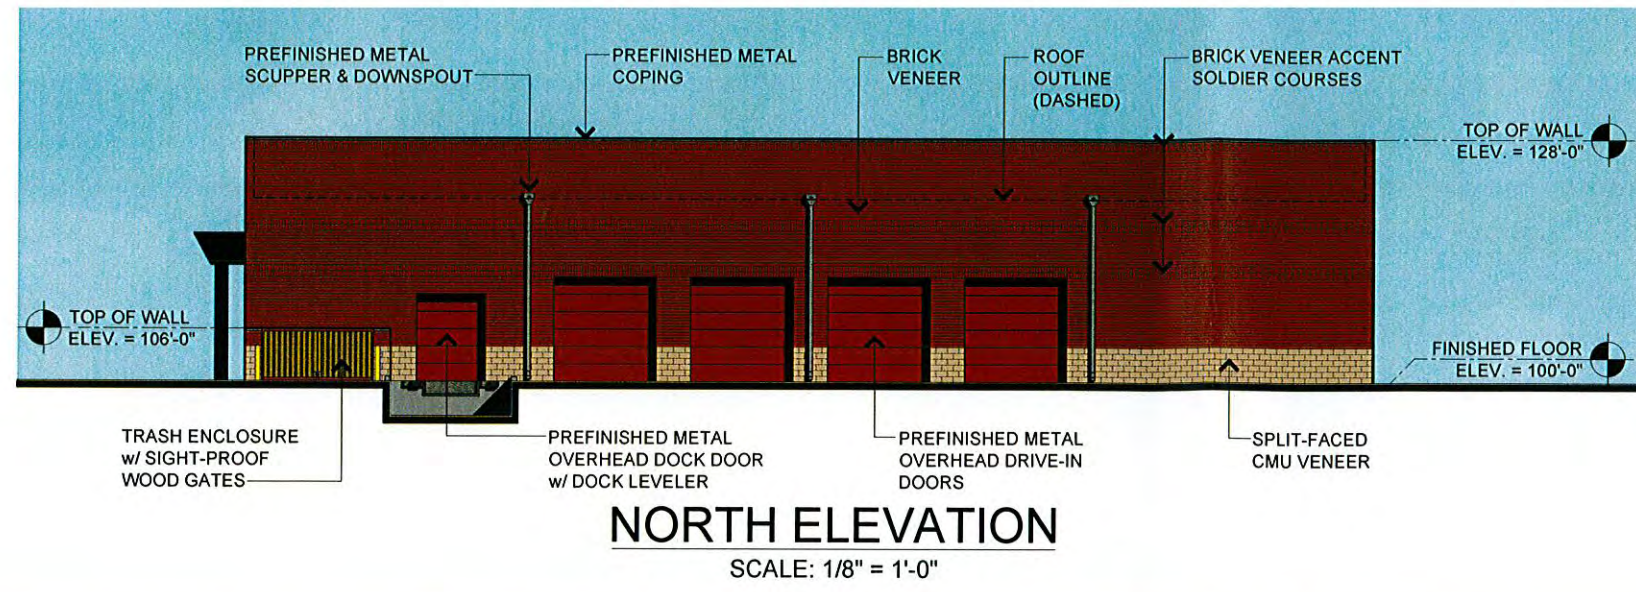 PREFINISHED METAL
SCUPPER & DOWNSPOUT
PREFINISHED METAL
COPING
BRICK
VENEER
ROOF
OUTLINE
(DASHED)
BRICK VENEER ACCENT
SOLDIER COURSES
TOP OF WALL
ELEV. = 128'-0"
TOP OF WALL
ELEV. = 106'-0"
FINISHED FLOOR
ELEV. = 100'-0"
TRASH ENCLOSURE
w/ SIGHT-PROOF
WOOD GATES
PREFINISHED METAL
OVERHEAD DOCK DOOR
w/ DOCK LEVELER
PREFINISHED METAL
OVERHEAD DRIVE-IN
DOORS
SPLIT-FACED
CMU VENEER
NORTH ELEVATION
SCALE: 1/8" = 1'-0"